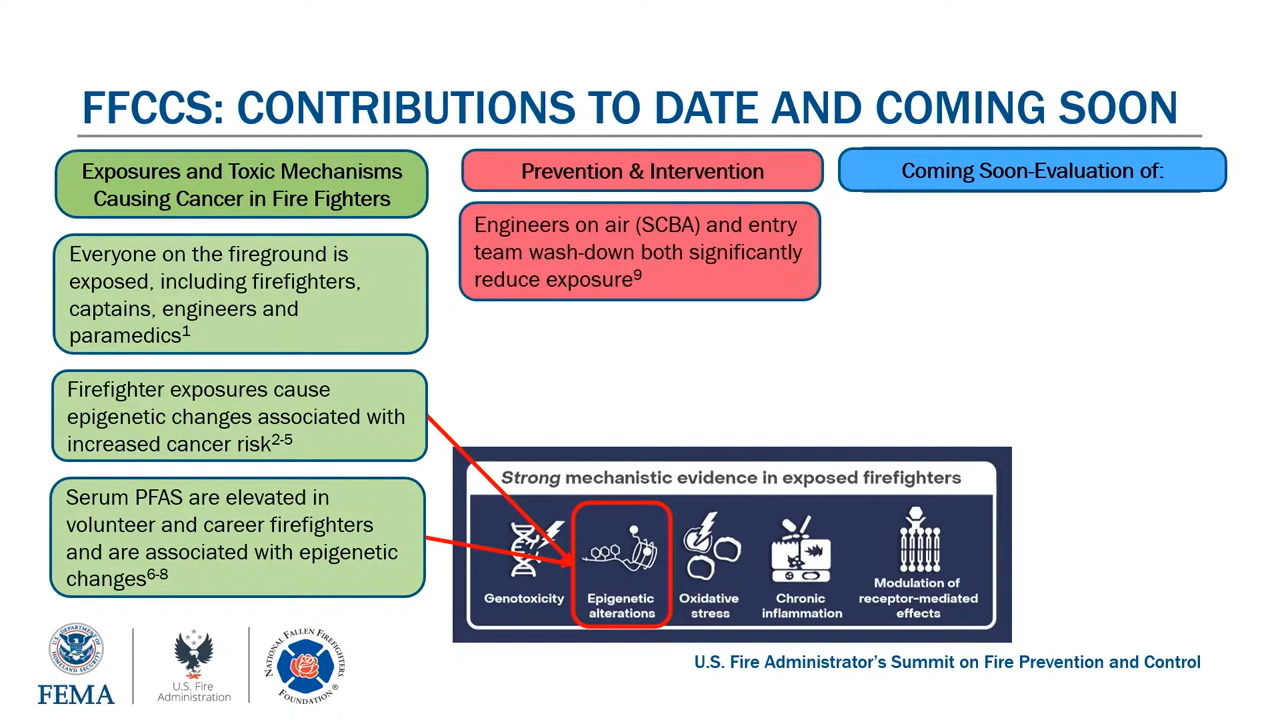 FFCCS: CONTRIBUTIONS TO DATE AND COMING SOON
Exposures and Toxic Mechanisms
Causing Cancer in Fire Fighters
Everyone on the fireground is
exposed, including firefighters,
captains, engineers and
paramedics1
Firefighter exposures cause
epigenetic changes associated with
increased cancer risk2-5
Serum PFAS are elevated in
volunteer and career firefighters
and are associated with epigenetic
changes6-8
Prevention & Intervention
Engineers on air (SCBA) and entry
team wash-down both significantly
reduce exposure9
Coming Soon-Evaluation of:
Strong mechanistic evidence in exposed firefighters
Genotoxicity
Epigenetic
alterations
Oxidative
stress
Chronic
inflammation
Modulation of
receptor-mediated
effects
U.S. DEPARTMENT OF
HOMELAND SECURITY
FEMA
U.S. Fire
Administration
NATIONAL FALLEN FIREFIGHTERS
FOUNDATION®
U.S. Fire Administrator's Summit on Fire Prevention and Control